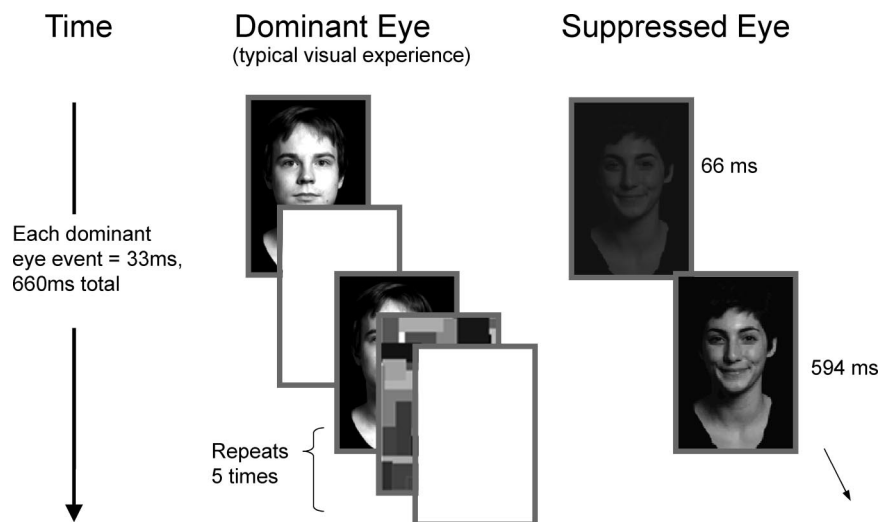 Time
Dominant Eye
(typical visual experience)
Suppressed Eye
66 ms
Each dominant
eye event = 33ms,
660ms total
594 ms
Repeats
5 times